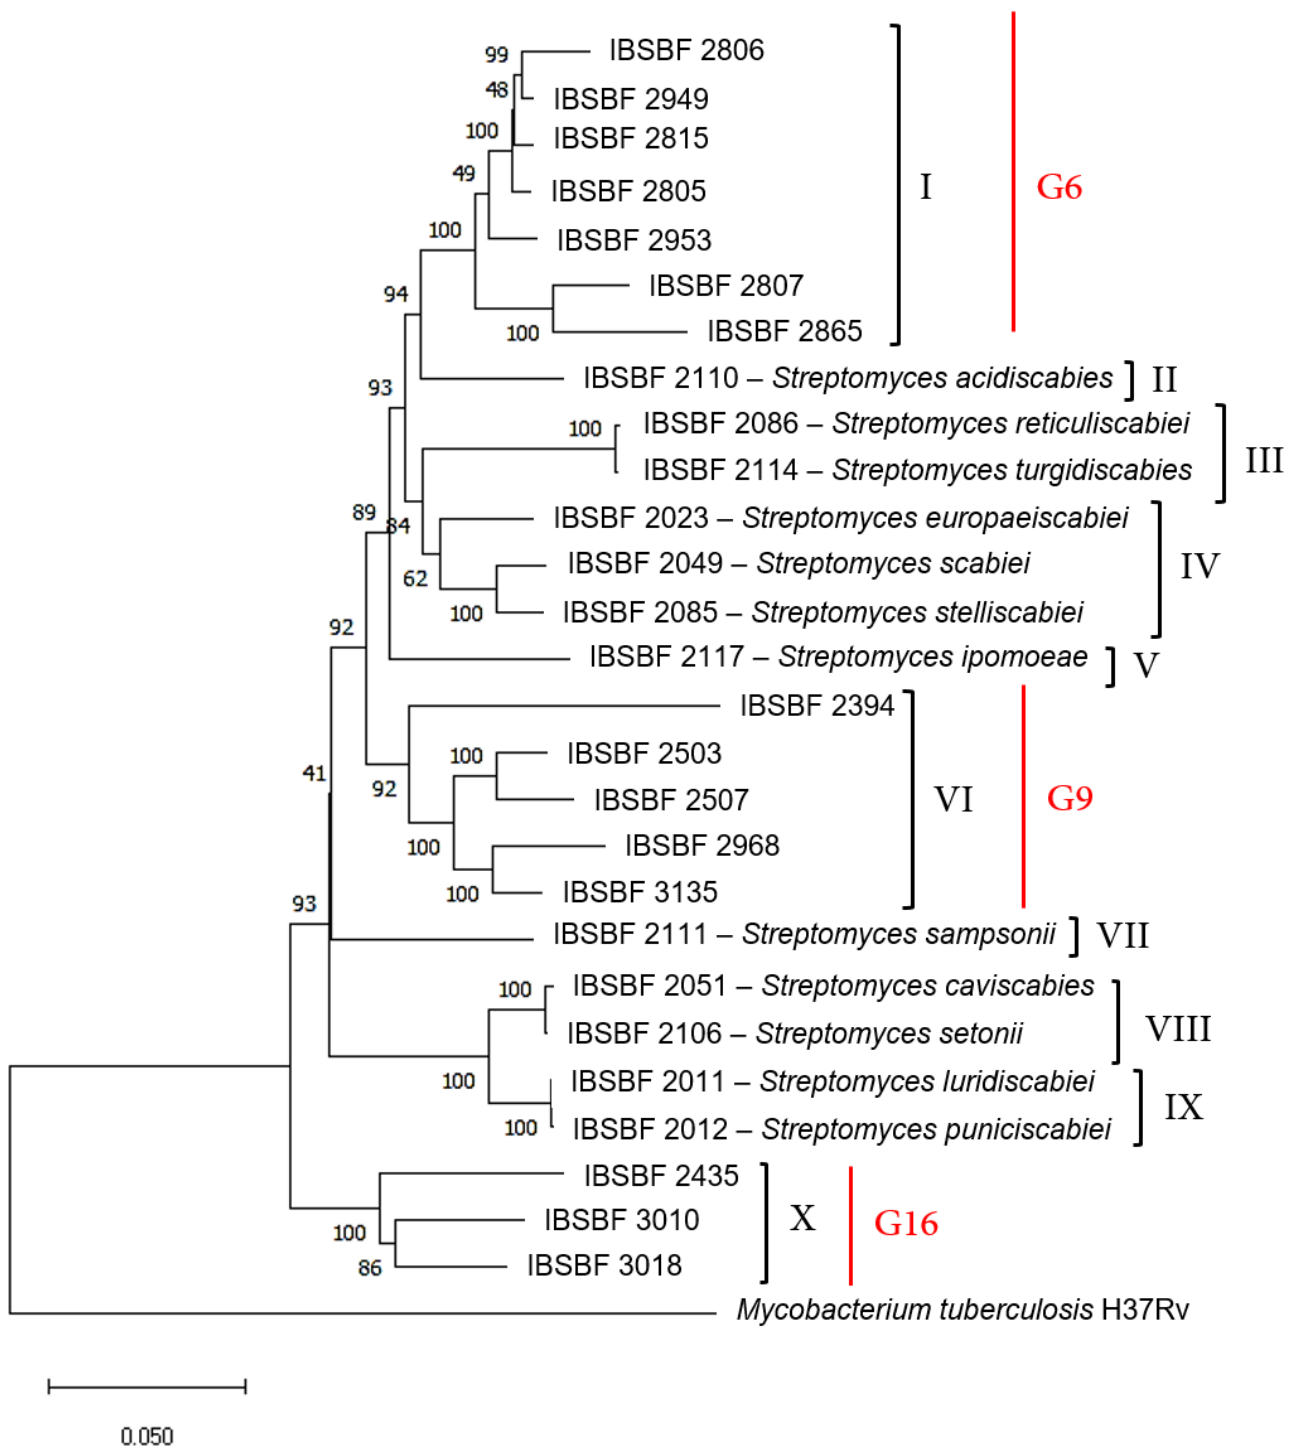 99
IBSBF 2806
48
IBSBF 2949
100
IBSBF 2815
49
IBSBF 2805
I
G6
100
IBSBF 2953
94
IBSBF 2807
100
IBSBF 2865
93
IBSBF 2110 – Streptomyces acidiscabies
II
100
IBSBF 2086 – Streptomyces reticuliscabiei
IBSBF 2114 – Streptomyces turgidiscabies
III
89
84
IBSBF 2023 – Streptomyces europaeiscabiei
62
IBSBF 2049 – Streptomyces scabiei
IV
100
IBSBF 2085 – Streptomyces stelliscabiei
92
IBSBF 2117 – Streptomyces ipomoeae
V
IBSBF 2394
100
IBSBF 2503
41
92
IBSBF 2507
VI
G9
100
IBSBF 2968
100
IBSBF 3135
93
IBSBF 2111 – Streptomyces sampsonii
VII
100
IBSBF 2051 – Streptomyces caviscabies
IBSBF 2106 – Streptomyces setonii
VIII
100
IBSBF 2011 – Streptomyces luridiscabiei
IX
100
IBSBF 2012 – Streptomyces puniciscabiei
IBSBF 2435
100
IBSBF 3010
X
G16
86
IBSBF 3018
Mycobacterium tuberculosis H37Rv
0.050